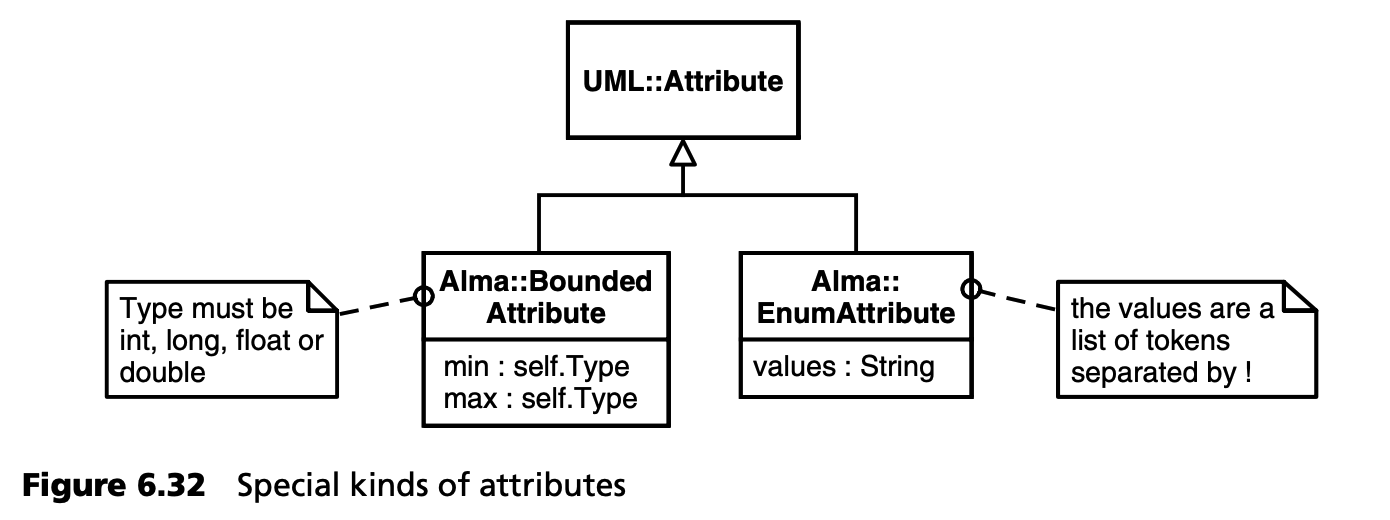 UML::Attribute
Type must be
int, long, float or
double
Alma::Bounded
Attribute
min : self.Type
max : self.Type
Alma::
EnumAttribute
values : String
the values are a
list of tokens
separated by !
Figure 6.32 Special kinds of attributes